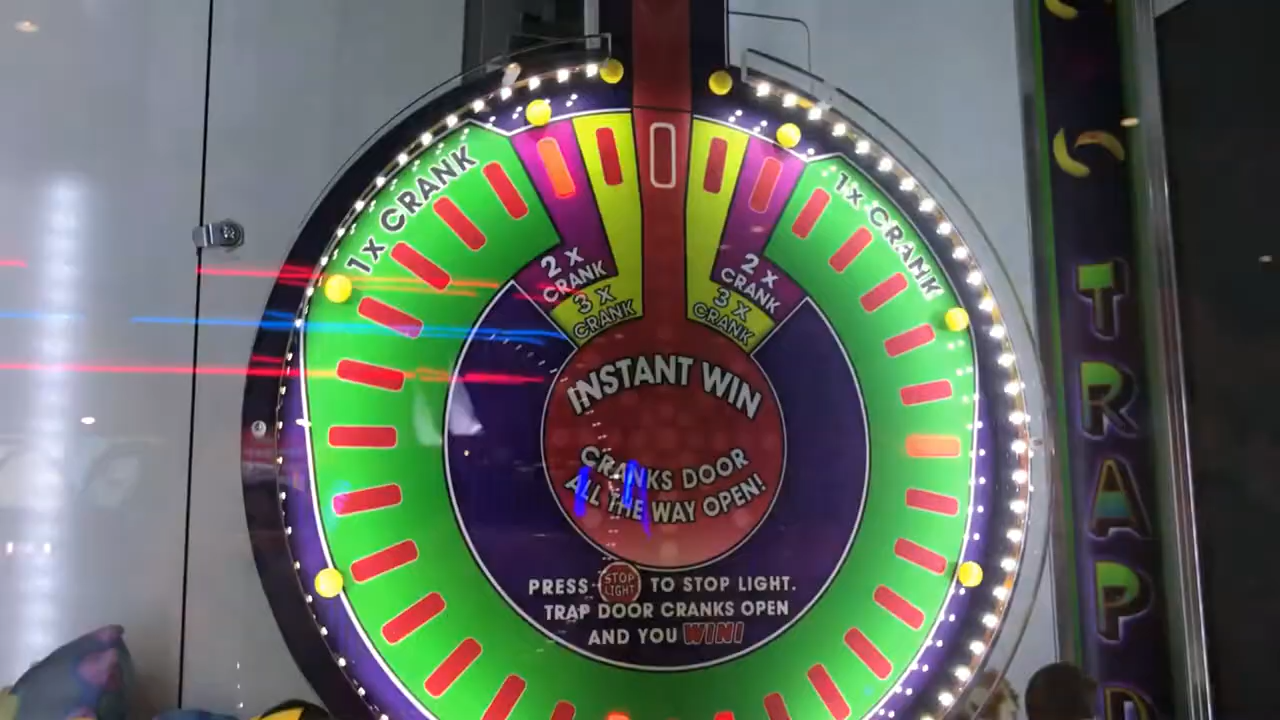 1X CRANK
2 X
CRANK
3 X
CRANK
2 X
CRANK
3 X
CRANK
1X CRANK
INSTANT WIN
CRANKS DOOR
ALL THE WAY OPEN!
PRESS STOP LIGHT TO STOP LIGHT.
TRAP DOOR CRANKS OPEN
AND YOU WIN!
TRAP D